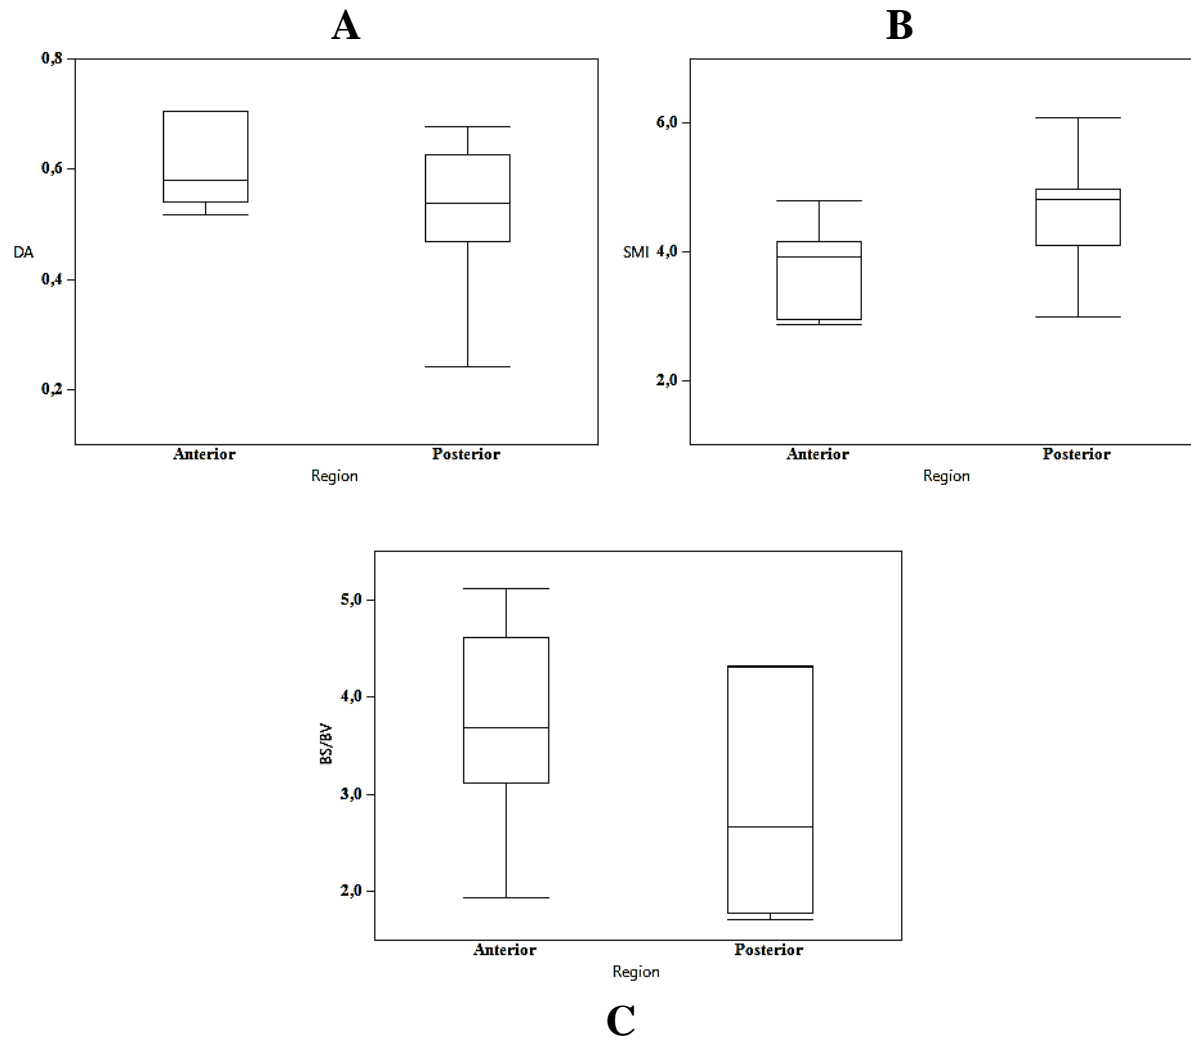 A
0,8
0,6
DA
0,4
0,2
Anterior Posterior
Region
B
6,0
SMI 4,0
2,0
Anterior Posterior
Region
5,0
4,0
BS/BV
3,0
2,0
Anterior Posterior
Region
C